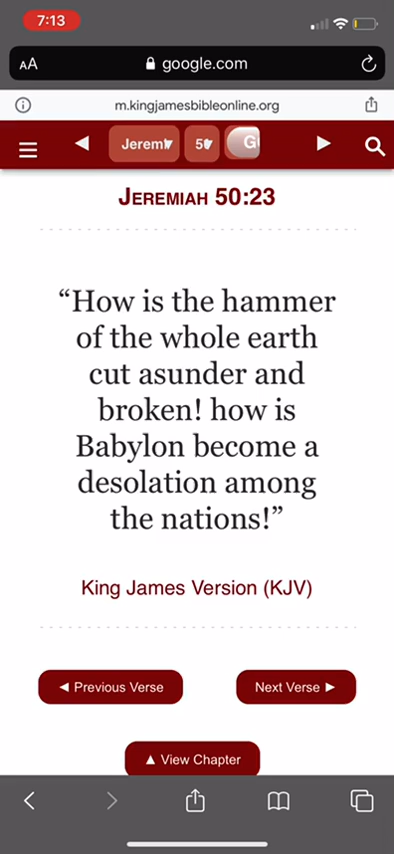 7:13
AA google.com
m.kingjamesbibleonline.org
Jerem 50 G
JEREMIAH 50:23
“How is the hammer
of the whole earth
cut asunder and
broken! how is
Babylon become a
desolation among
the nations!”
King James Version (KJV)
◄ Previous Verse Next Verse ►
▲ View Chapter